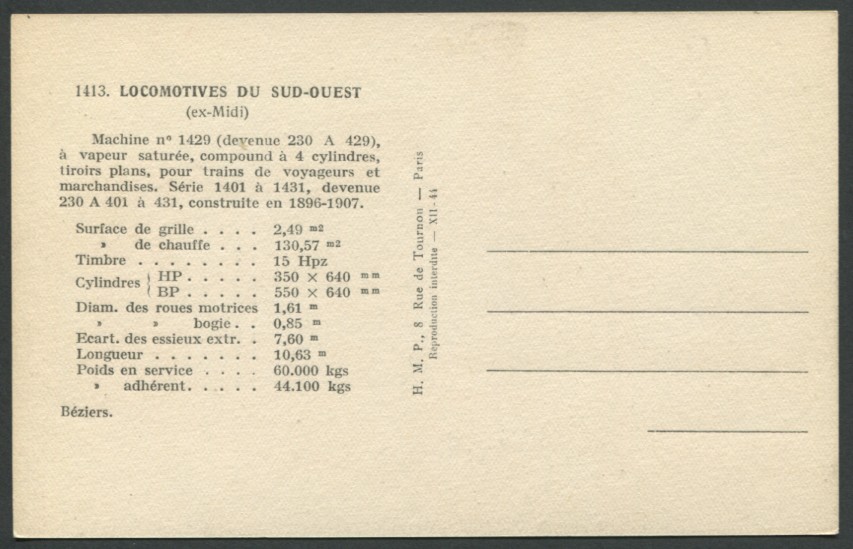 1413. LOCOMOTIVES DU SUD-OUEST
(ex-Midi)
Machine nº 1429 (devenue 230 A 429),
à vapeur saturée, compound à 4 cylindres,
tiroirs plans, pour trains de voyageurs et
marchandises. Série 1401 à 1431, devenue
230 A 401 à 431, construite en 1896-1907.
Surface de grille . . . . 2,49 m2
» de chauffe . . . 130,57 m2
Timbre . . . . . . . . 15 Hpz
Cylindres { HP . . . . . 350 × 640 mm
BP . . . . . 550 × 640 mm
Diam. des roues motrices 1,61 m
» » bogie . . 0,85 m
Ecart. des essieux extr. . 7,60 m
Longueur . . . . . . . 10,63 m
Poids en service . . . . 60.000 kgs
» adhérent. . . . . 44.100 kgs
Béziers.
H. M. P., 8 Rue de Tournon — Paris
Reproduction interdite — XII-44